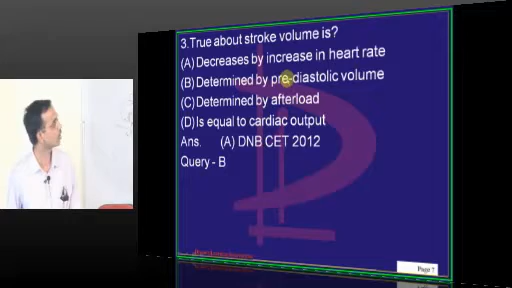 3.True about stroke volume is?
(A) Decreases by increase in heart rate
(B) Determined by pre-diastolic volume
(C) Determined by afterload
(D) Is equal to cardiac output
Ans. (A) DNB CET 2012
Query - B
Page 7